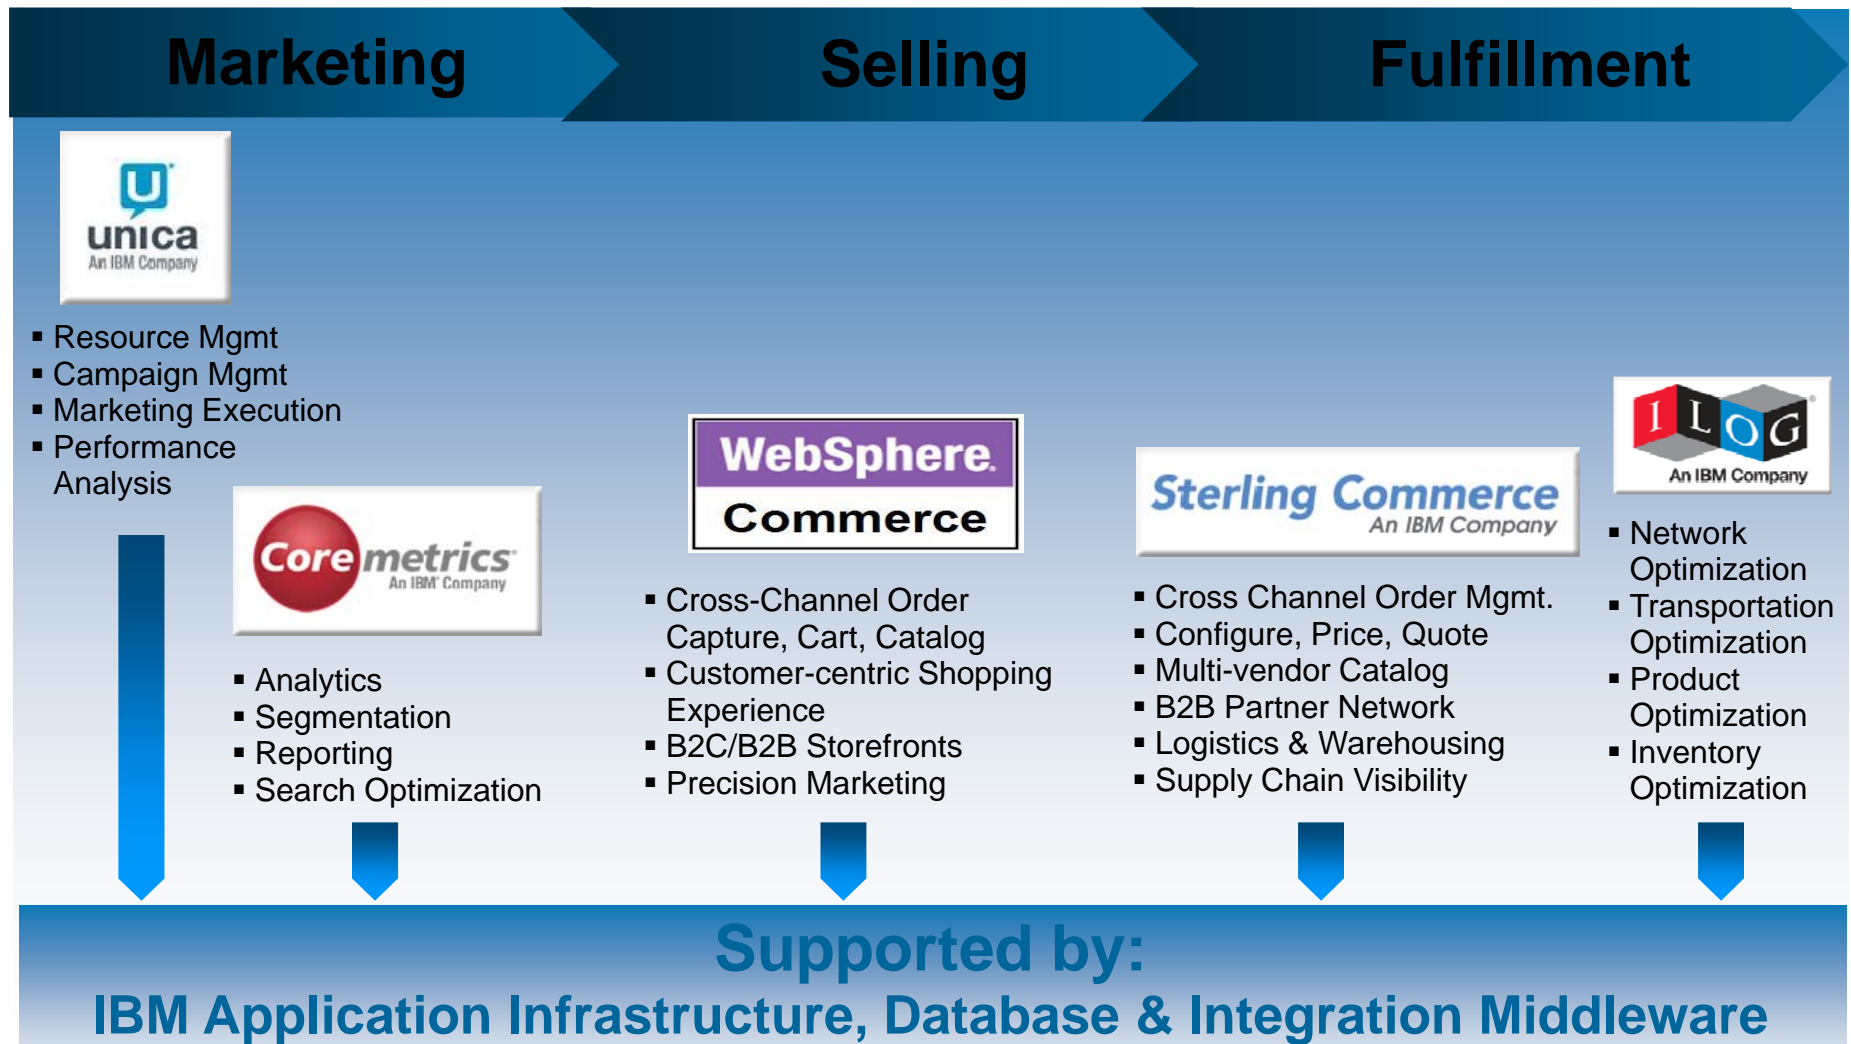 Marketing
Selling
Fulfillment
U
unica
An IBM Company
▪ Resource Mgmt
▪ Campaign Mgmt
▪ Marketing Execution
▪ Performance
Analysis
Coremetrics®
An IBM® Company
▪ Analytics
▪ Segmentation
▪ Reporting
▪ Search Optimization
WebSphere.
Commerce
▪ Cross-Channel Order
Capture, Cart, Catalog
▪ Customer-centric Shopping
Experience
▪ B2C/B2B Storefronts
▪ Precision Marketing
Sterling Commerce
An IBM Company
▪ Cross Channel Order Mgmt.
▪ Configure, Price, Quote
▪ Multi-vendor Catalog
▪ B2B Partner Network
▪ Logistics & Warehousing
▪ Supply Chain Visibility
ILOG®
An IBM Company
▪ Network
Optimization
▪ Transportation
Optimization
▪ Product
Optimization
▪ Inventory
Optimization
Supported by:
IBM Application Infrastructure, Database & Integration Middleware